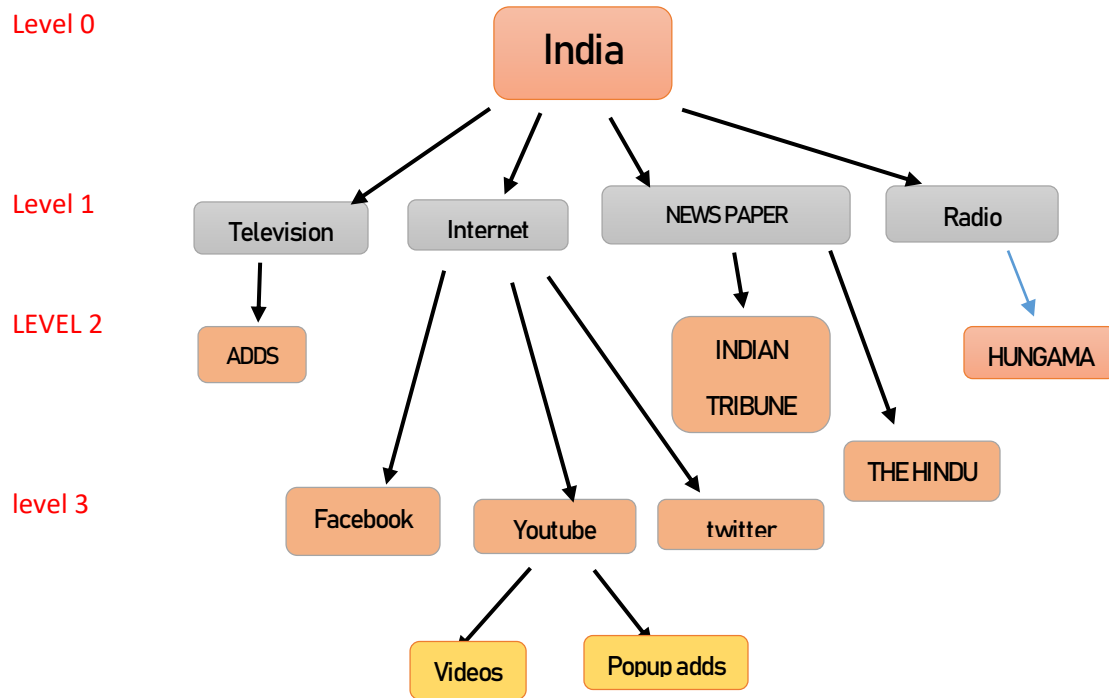 Level 0
India
Level 1
Television
Internet
NEWS PAPER
Radio
LEVEL 2
ADDS
INDIAN
TRIBUNE
HUNGAMA
THE HINDU
level 3
Facebook
Youtube
twitter
Videos
Popup adds